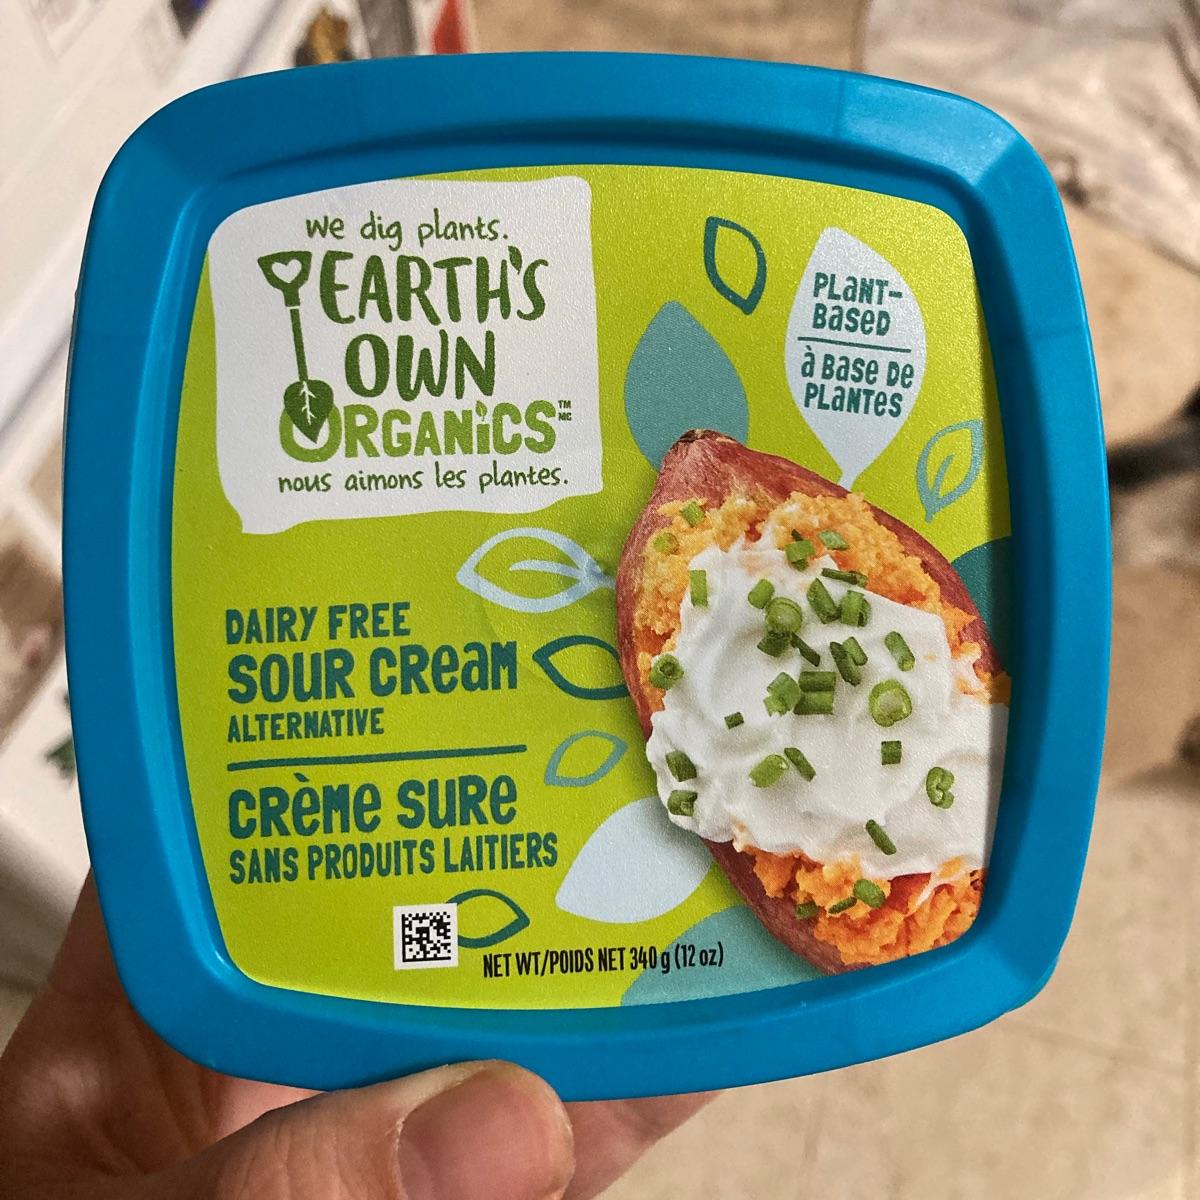 we dig plants.
EARTH'S
OWN
ORGANiCS™ MC
nous aimons les plantes.
PLaNT-
BaseD
à Base De
PLaNTes
DAIRY FREE
SOUR CReaM
ALTERNATIVE
CRèMe SURe
SANS PRODUITS LAITIERS
NET WT/POIDS NET 340 g (12 oz)